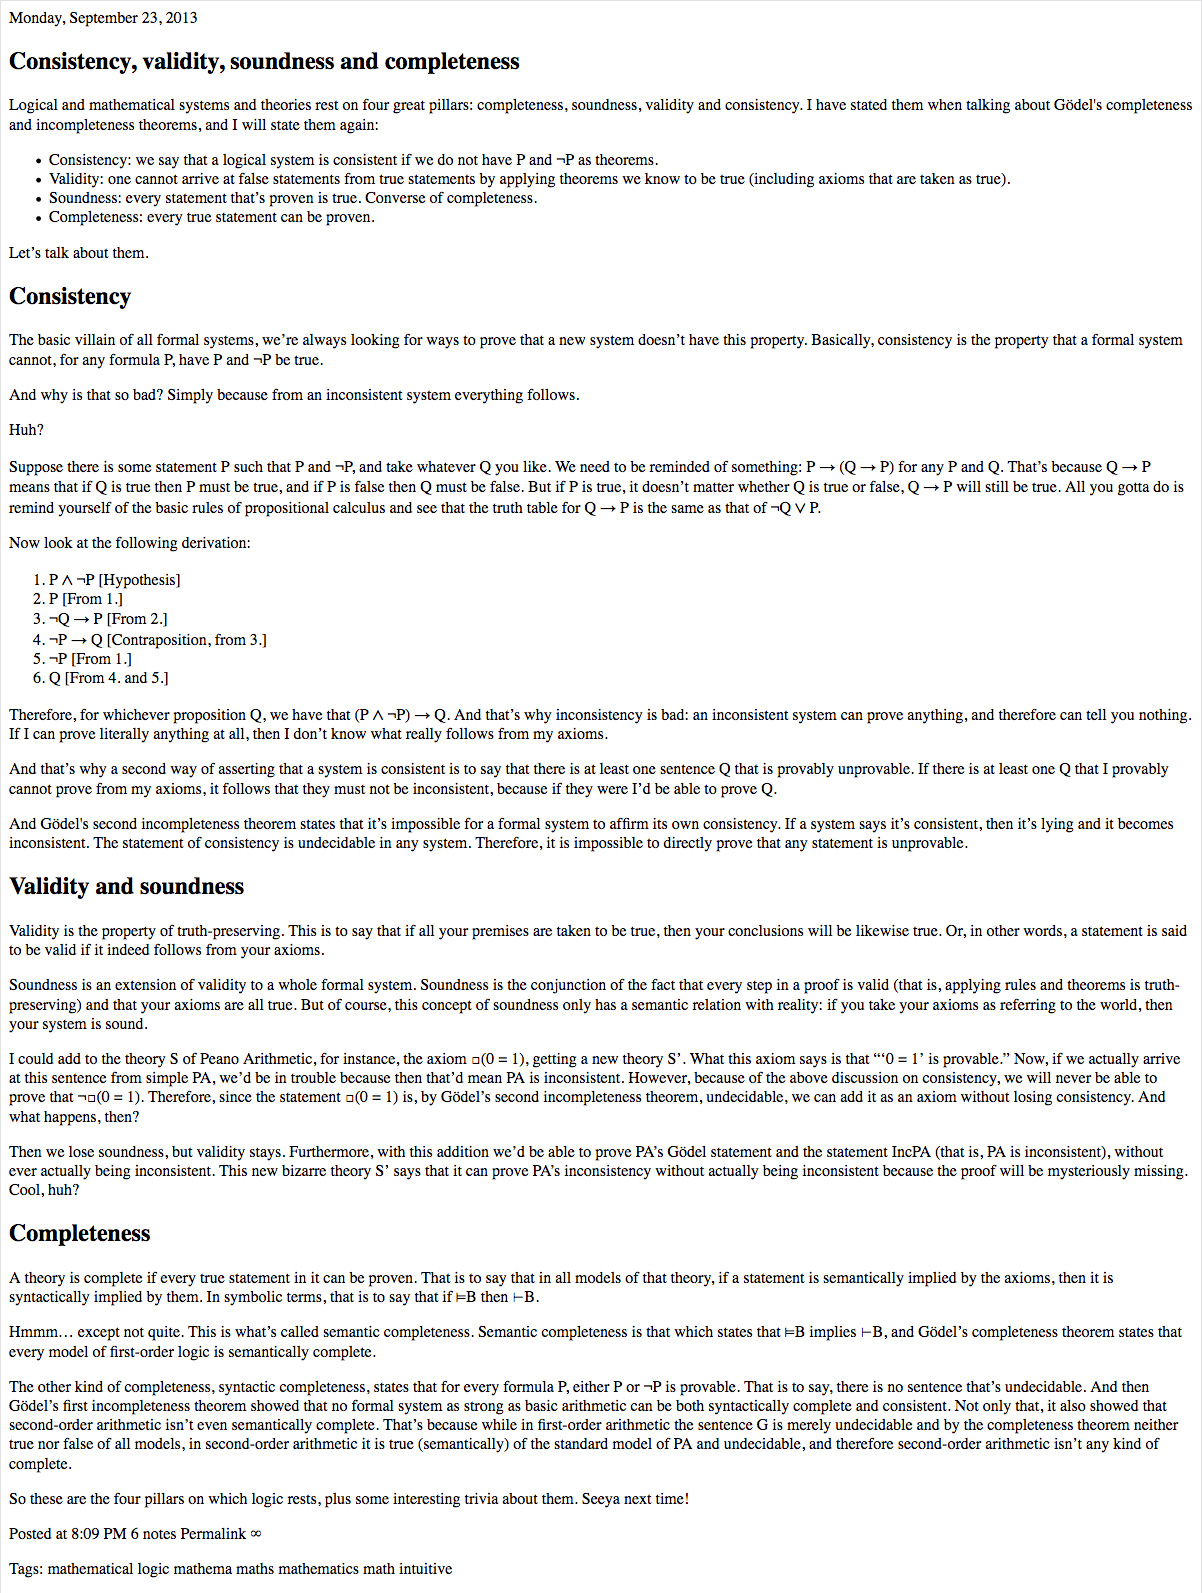 Monday, September 23, 2013
Consistency, validity, soundness and completeness
Logical and mathematical systems and theories rest on four great pillars: completeness, soundness, validity and consistency. I have stated them when talking about Gödel's completeness
and incompleteness theorems, and I will state them again:
• Consistency: we say that a logical system is consistent if we do not have P and ¬P as theorems.
• Validity: one cannot arrive at false statements from true statements by applying theorems we know to be true (including axioms that are taken as true).
• Soundness: every statement that’s proven is true. Converse of completeness.
• Completeness: every true statement can be proven.
Let’s talk about them.
Consistency
The basic villain of all formal systems, we’re always looking for ways to prove that a new system doesn’t have this property. Basically, consistency is the property that a formal system
cannot, for any formula P, have P and ¬P be true.
And why is that so bad? Simply because from an inconsistent system everything follows.
Huh?
Suppose there is some statement P such that P and ¬P, and take whatever Q you like. We need to be reminded of something: P → (Q → P) for any P and Q. That’s because Q → P
means that if Q is true then P must be true, and if P is false then Q must be false. But if P is true, it doesn’t matter whether Q is true or false, Q → P will still be true. All you gotta do is
remind yourself of the basic rules of propositional calculus and see that the truth table for Q → P is the same as that of ¬Q ∨ P.
Now look at the following derivation:
1. P ∧ ¬P [Hypothesis]
2. P [From 1.]
3. ¬Q → P [From 2.]
4. ¬P → Q [Contraposition, from 3.]
5. ¬P [From 1.]
6. Q [From 4. and 5.]
Therefore, for whichever proposition Q, we have that (P ∧ ¬P) → Q. And that’s why inconsistency is bad: an inconsistent system can prove anything, and therefore can tell you nothing.
If I can prove literally anything at all, then I don’t know what really follows from my axioms.
And that’s why a second way of asserting that a system is consistent is to say that there is at least one sentence Q that is provably unprovable. If there is at least one Q that I provably
cannot prove from my axioms, it follows that they must not be inconsistent, because if they were I’d be able to prove Q.
And Gödel's second incompleteness theorem states that it’s impossible for a formal system to affirm its own consistency. If a system says it’s consistent, then it’s lying and it becomes
inconsistent. The statement of consistency is undecidable in any system. Therefore, it is impossible to directly prove that any statement is unprovable.
Validity and soundness
Validity is the property of truth-preserving. This is to say that if all your premises are taken to be true, then your conclusions will be likewise true. Or, in other words, a statement is said
to be valid if it indeed follows from your axioms.
Soundness is an extension of validity to a whole formal system. Soundness is the conjunction of the fact that every step in a proof is valid (that is, applying rules and theorems is truth-
preserving) and that your axioms are all true. But of course, this concept of soundness only has a semantic relation with reality: if you take your axioms as referring to the world, then
your system is sound.
I could add to the theory S of Peano Arithmetic, for instance, the axiom □(0 = 1), getting a new theory S’. What this axiom says is that “‘0 = 1’ is provable.” Now, if we actually arrive
at this sentence from simple PA, we’d be in trouble because then that’d mean PA is inconsistent. However, because of the above discussion on consistency, we will never be able to
prove that ¬□(0 = 1). Therefore, since the statement □(0 = 1) is, by Gödel’s second incompleteness theorem, undecidable, we can add it as an axiom without losing consistency. And
what happens, then?
Then we lose soundness, but validity stays. Furthermore, with this addition we’d be able to prove PA’s Gödel statement and the statement IncPA (that is, PA is inconsistent), without
ever actually being inconsistent. This new bizarre theory S’ says that it can prove PA’s inconsistency without actually being inconsistent because the proof will be mysteriously missing.
Cool, huh?
Completeness
A theory is complete if every true statement in it can be proven. That is to say that in all models of that theory, if a statement is semantically implied by the axioms, then it is
syntactically implied by them. In symbolic terms, that is to say that if ⊨B then ⊢B.
Hmmm… except not quite. This is what’s called semantic completeness. Semantic completeness is that which states that ⊨B implies ⊢B, and Gödel’s completeness theorem states that
every model of first-order logic is semantically complete.
The other kind of completeness, syntactic completeness, states that for every formula P, either P or ¬P is provable. That is to say, there is no sentence that’s undecidable. And then
Gödel’s first incompleteness theorem showed that no formal system as strong as basic arithmetic can be both syntactically complete and consistent. Not only that, it also showed that
second-order arithmetic isn’t even semantically complete. That’s because while in first-order arithmetic the sentence G is merely undecidable and by the completeness theorem neither
true nor false of all models, in second-order arithmetic it is true (semantically) of the standard model of PA and undecidable, and therefore second-order arithmetic isn’t any kind of
complete.
So these are the four pillars on which logic rests, plus some interesting trivia about them. Seeya next time!
Posted at 8:09 PM 6 notes Permalink ∞
Tags: mathematical logic mathema maths mathematics math intuitive